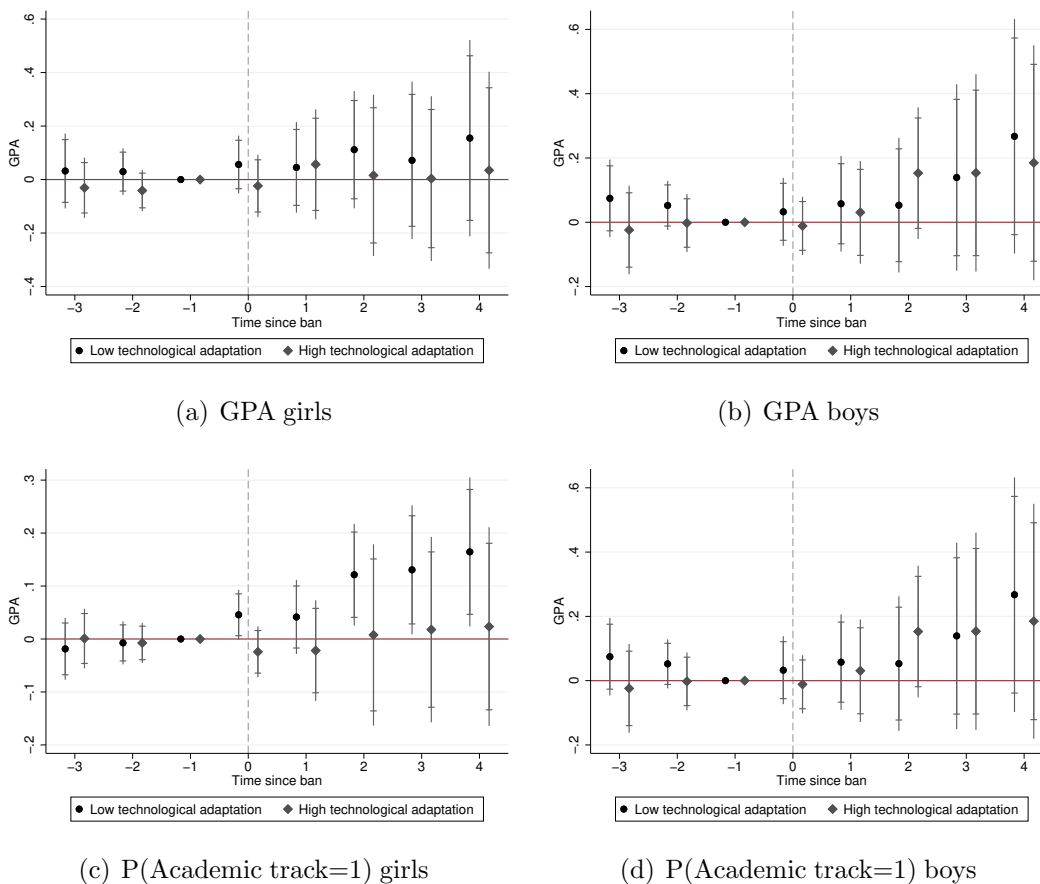 .6
.4
.2
0
-.2
-.4
GPA
−3 −2 −1 0 1 2 3 4
Time since ban
Low technological adaptation High technological adaptation
(a) GPA girls
.6
.4
.2
0
-.2
GPA
−3 −2 −1 0 1 2 3 4
Time since ban
Low technological adaptation High technological adaptation
(b) GPA boys
.3
.2
.1
0
-.1
-.2
GPA
−3 −2 −1 0 1 2 3 4
Time since ban
Low technological adaptation High technological adaptation
(c) P(Academic track=1) girls
.6
.4
.2
0
-.2
GPA
−3 −2 −1 0 1 2 3 4
Time since ban
Low technological adaptation High technological adaptation
(d) P(Academic track=1) boys